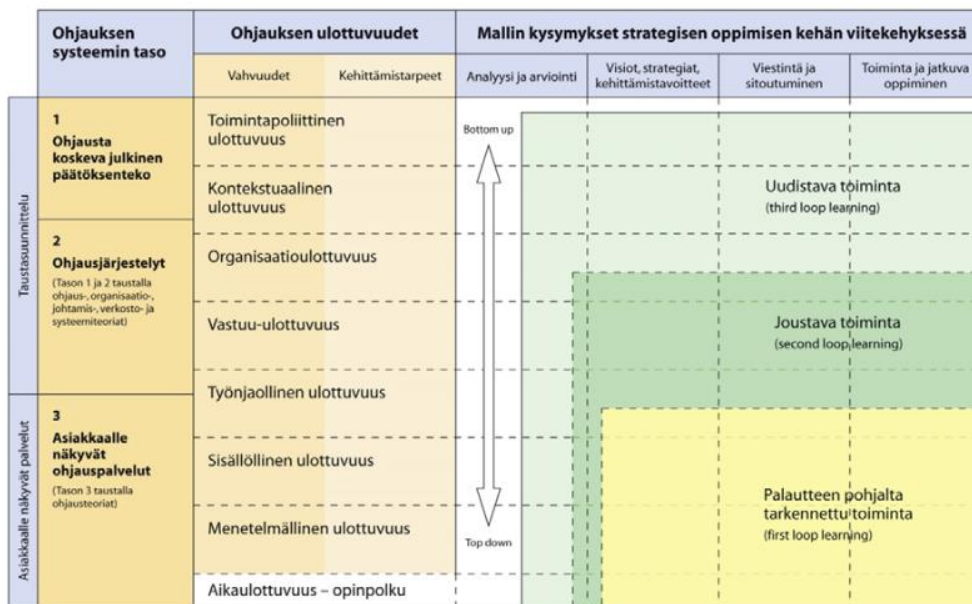 Ohjauksen
systeemin taso
Ohjauksen ulottuvuudet
Mallin kysymykset strategisen oppimisen kehän viitekehyksessä
Vahvuudet
Kehittämistarpeet
Analyysi ja arviointi
Visiot, strategiat,
kehittämistavoitteet
Viestintä ja
sitoutuminen
Toiminta ja jatkuva
oppiminen
Taustasuunnittelu
1
Ohjausta
koskeva julkinen
päätöksenteko
2
Ohjausjärjestelyt
(Tason 1 ja 2 taustalla
ohjaus-, organisaatio-,
johtamis-, verkosto- ja
systeemiteoriat)
Asiakkaalle näkyvät palvelut
3
Asiakkaalle
näkyvät
ohjauspalvelut
(Tason 3 taustalla
ohjausteoriat)
Toimintapoliittinen
ulottuvuus
Kontekstuaalinen
ulottuvuus
Organisaatioulottuvuus
Vastuu-ulottuvuus
Työnjaollinen ulottuvuus
Sisällöllinen ulottuvuus
Menetelmällinen ulottuvuus
Aikaulottuvuus – opinpolku
Bottom up
Top down
Uudistava toiminta
(third loop learning)
Joustava toiminta
(second loop learning)
Palautteen pohjalta
tarkennettu toiminta
(first loop learning)